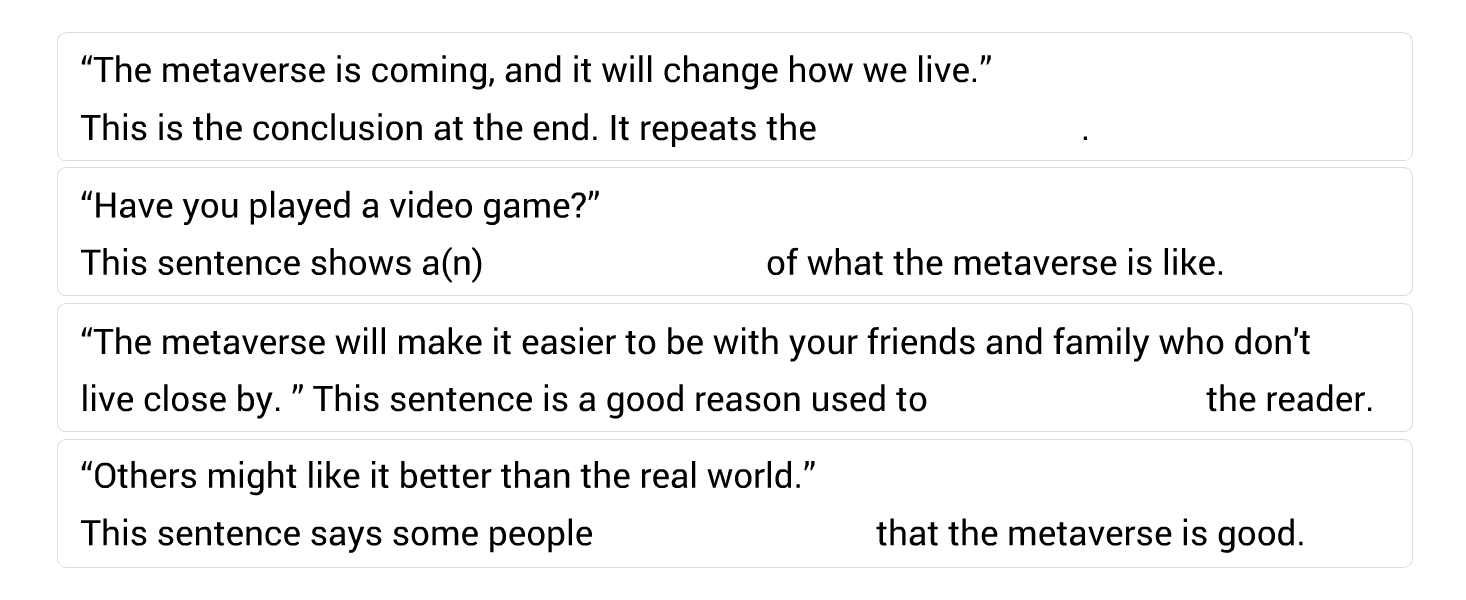 “The metaverse is coming, and it will change how we live.”
This is the conclusion at the end. It repeats the .
“Have you played a video game?”
This sentence shows a(n) of what the metaverse is like.
“The metaverse will make it easier to be with your friends and family who don't
live close by. ” This sentence is a good reason used to the reader.
“Others might like it better than the real world.”
This sentence says some people that the metaverse is good.